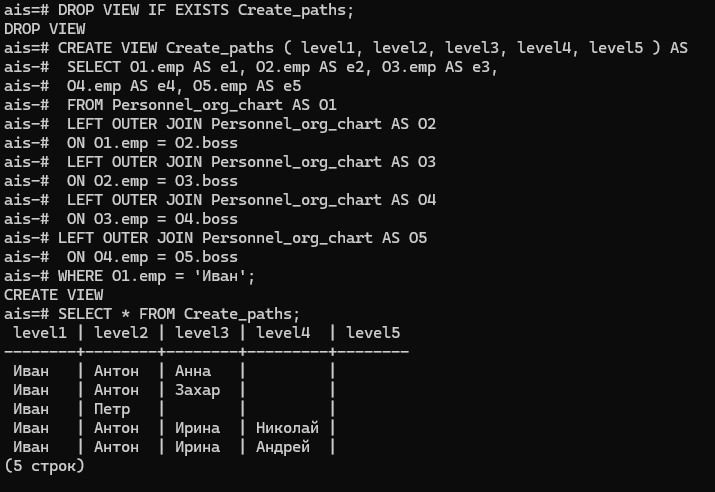 ais=# DROP VIEW IF EXISTS Create_paths;
DROP VIEW
ais=# CREATE VIEW Create_paths ( level1, level2, level3, level4, level5 ) AS
ais-#  SELECT O1.emp AS e1, O2.emp AS e2, O3.emp AS e3,
ais-#  O4.emp AS e4, O5.emp AS e5
ais-#  FROM Personnel_org_chart AS O1
ais-#  LEFT OUTER JOIN Personnel_org_chart AS O2
ais-#  ON O1.emp = O2.boss
ais-#  LEFT OUTER JOIN Personnel_org_chart AS O3
ais-#  ON O2.emp = O3.boss
ais-#  LEFT OUTER JOIN Personnel_org_chart AS O4
ais-#  ON O3.emp = O4.boss
ais-# LEFT OUTER JOIN Personnel_org_chart AS O5
ais-#  ON O4.emp = O5.boss
ais-# WHERE O1.emp = 'Иван';
CREATE VIEW
ais=# SELECT * FROM Create_paths;
 level1 | level2 | level3 | level4  | level5
--------+--------+--------+---------+--------
 Иван   | Антон  | Анна   |         |
 Иван   | Антон  | Захар  |         |
 Иван   | Петр   |        |         |
 Иван   | Антон  | Ирина  | Николай |
 Иван   | Антон  | Ирина  | Андрей  |
(5 строк)